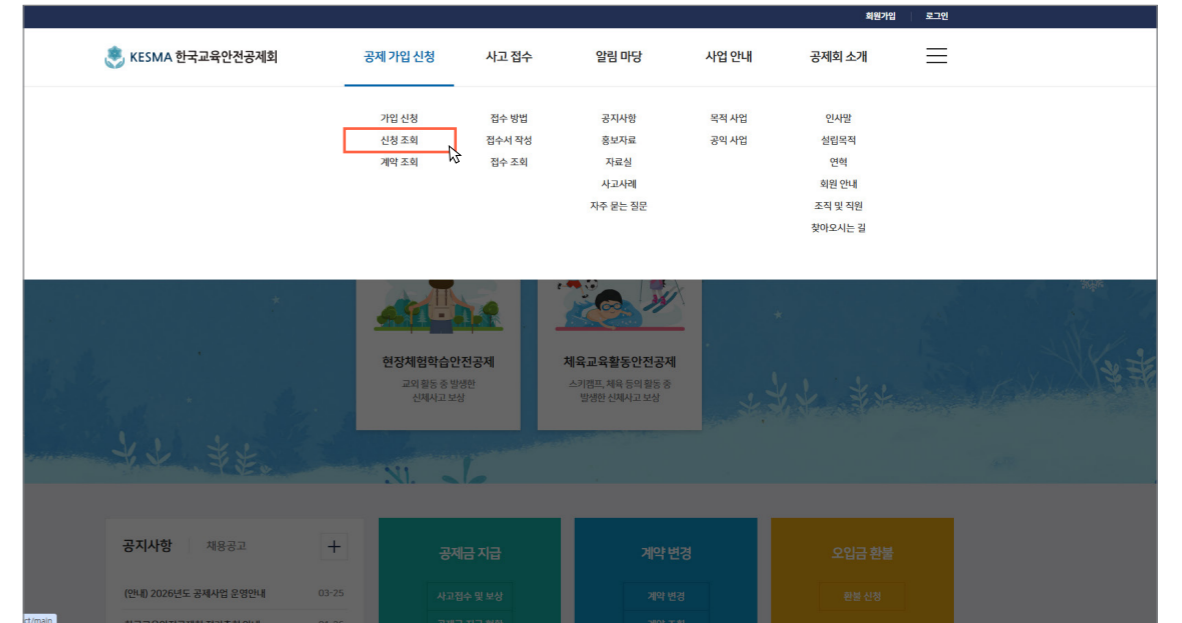 회원가입 로그인
KESMA 한국교육안전공제회 공제 가입 신청 사고 접수 알림 마당 사업 안내 공제회 소개
가입 신청 접수 방법 공지사항 목적 사업 인사말
신청 조회 접수서 작성 홍보자료 공익 사업 설립목적
계약 조회 접수 조회 자료실 연혁
사고사례 회원 안내
자주 묻는 질문 조직 및 직원
찾아오시는 길
현장체험학습안전공제 체육교육활동안전공제
교외 활동 중 발생한 스키캠프, 체육 등의 활동 중
신체사고 보상 발생한 신체사고 보상
공지사항 채용공고 +
공제금 지급 계약 변경 오입금 환불
(안내) 2026년도 공제사업 운영안내 03-25
사고접수 및 보상 계약 변경 환불 신청
ct/main